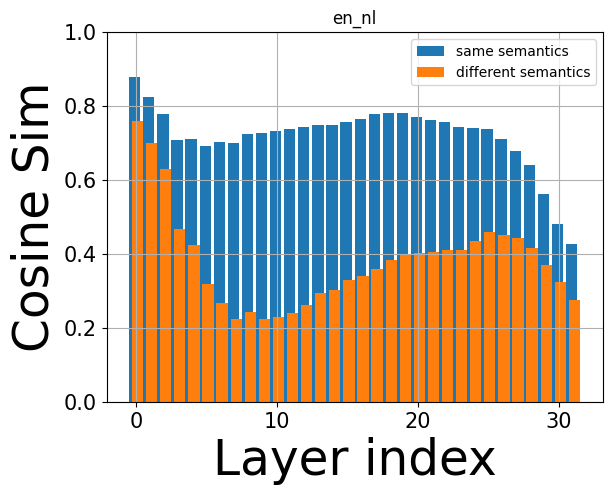 en_nl
same semantics
different semantics
Cosine Sim
1.0
0.8
0.6
0.4
0.2
0.0
0 10 20 30
Layer index